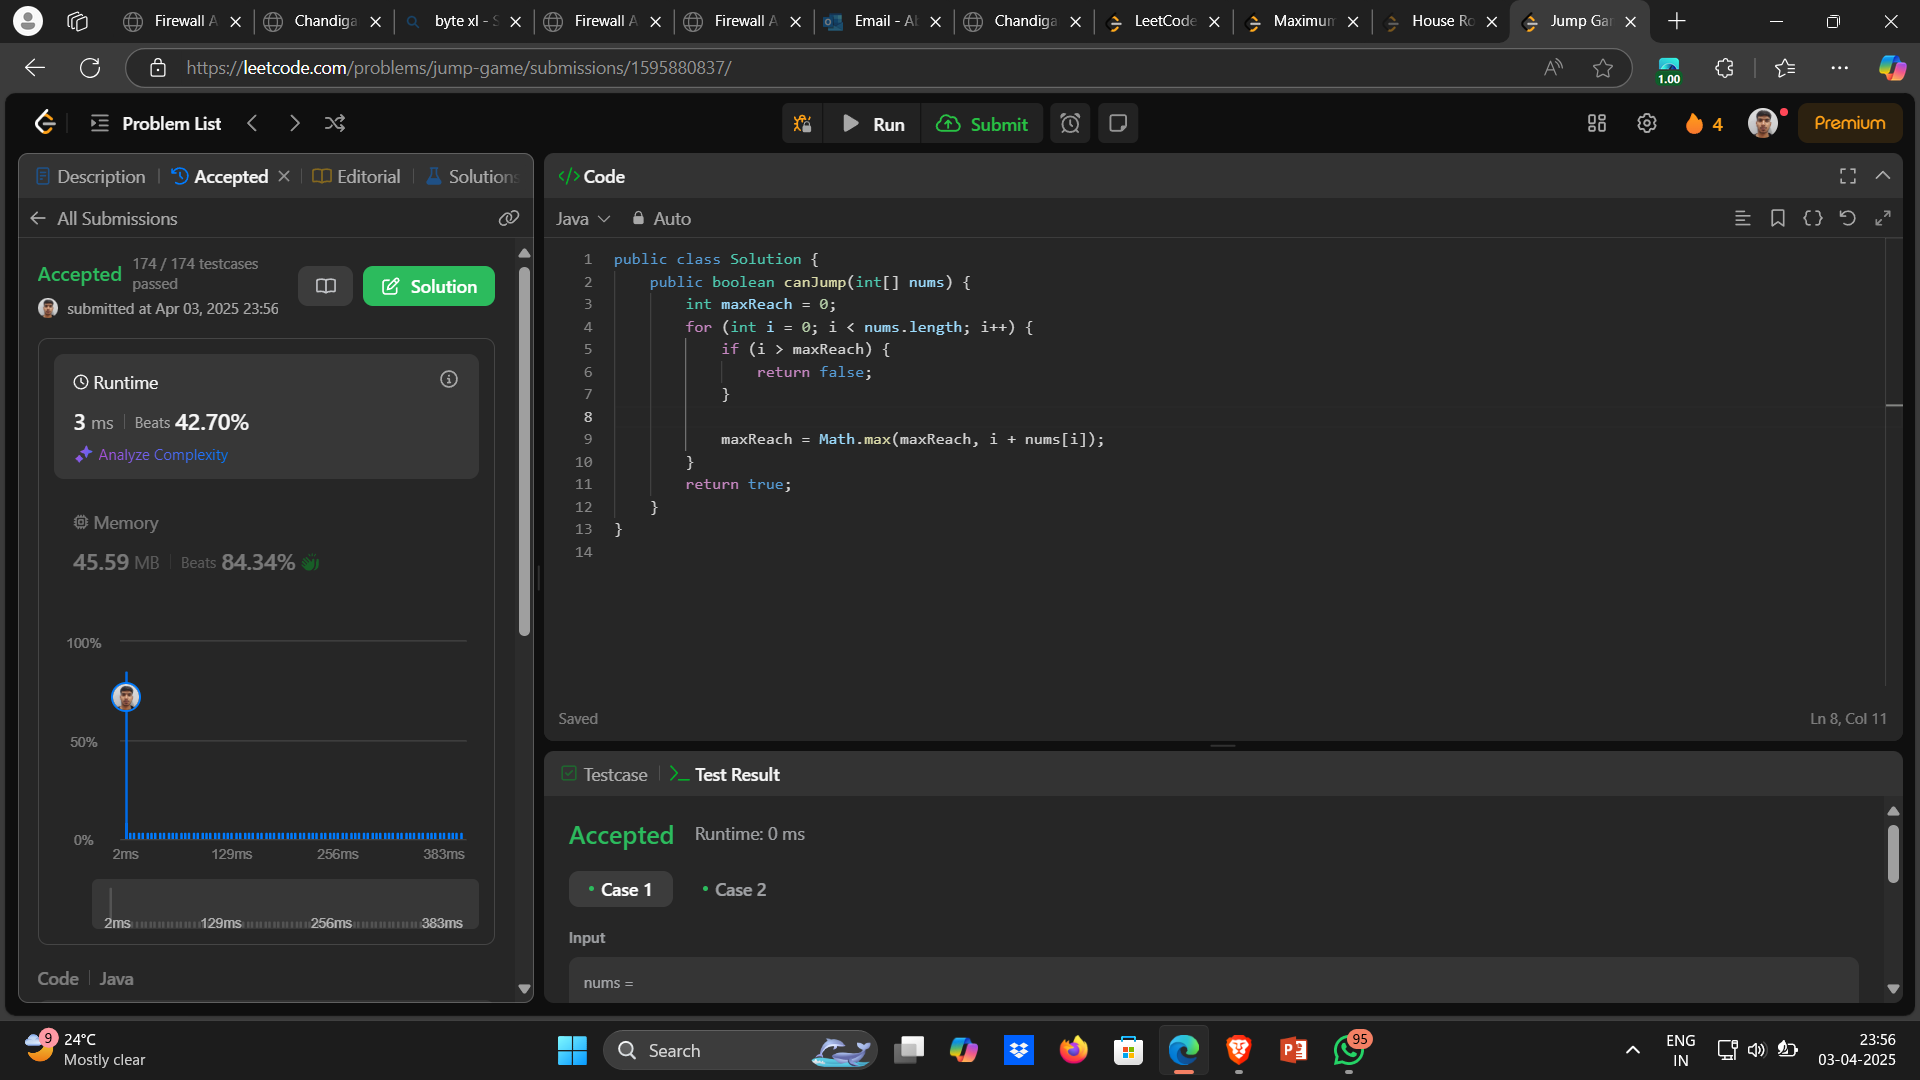 Firewall A
Chandiga
byte xl - S
Firewall A
Firewall A
Email - Al
Chandiga
LeetCode
Maximum
House Ro
Jump Gar
https://leetcode.com/problems/jump-game/submissions/1595880837/
1.00
Problem List
Run
Submit
4
Premium
Description
Accepted
Editorial
Solutions
All Submissions
Accepted
174 / 174 testcases
passed
submitted at Apr 03, 2025 23:56
Solution
Runtime
3 ms
Beats 42.70%
Analyze Complexity
Memory
45.59 MB
Beats 84.34%
100%
50%
0%
2ms
129ms
256ms
383ms
2ms
129ms
256ms
383ms
Code
Java
</> Code
Java
Auto
1 public class Solution {
2 public boolean canJump(int[] nums) {
3 int maxReach = 0;
4 for (int i = 0; i < nums.length; i++) {
5 if (i > maxReach) {
6 return false;
7 }
8
9 maxReach = Math.max(maxReach, i + nums[i]);
10 }
11 return true;
12 }
13 }
14
Saved
Ln 8, Col 11
Testcase
Test Result
Accepted
Runtime: 0 ms
Case 1
Case 2
Input
nums =
9
24°C
Mostly clear
Search
95
ENG
IN
23:56
03-04-2025